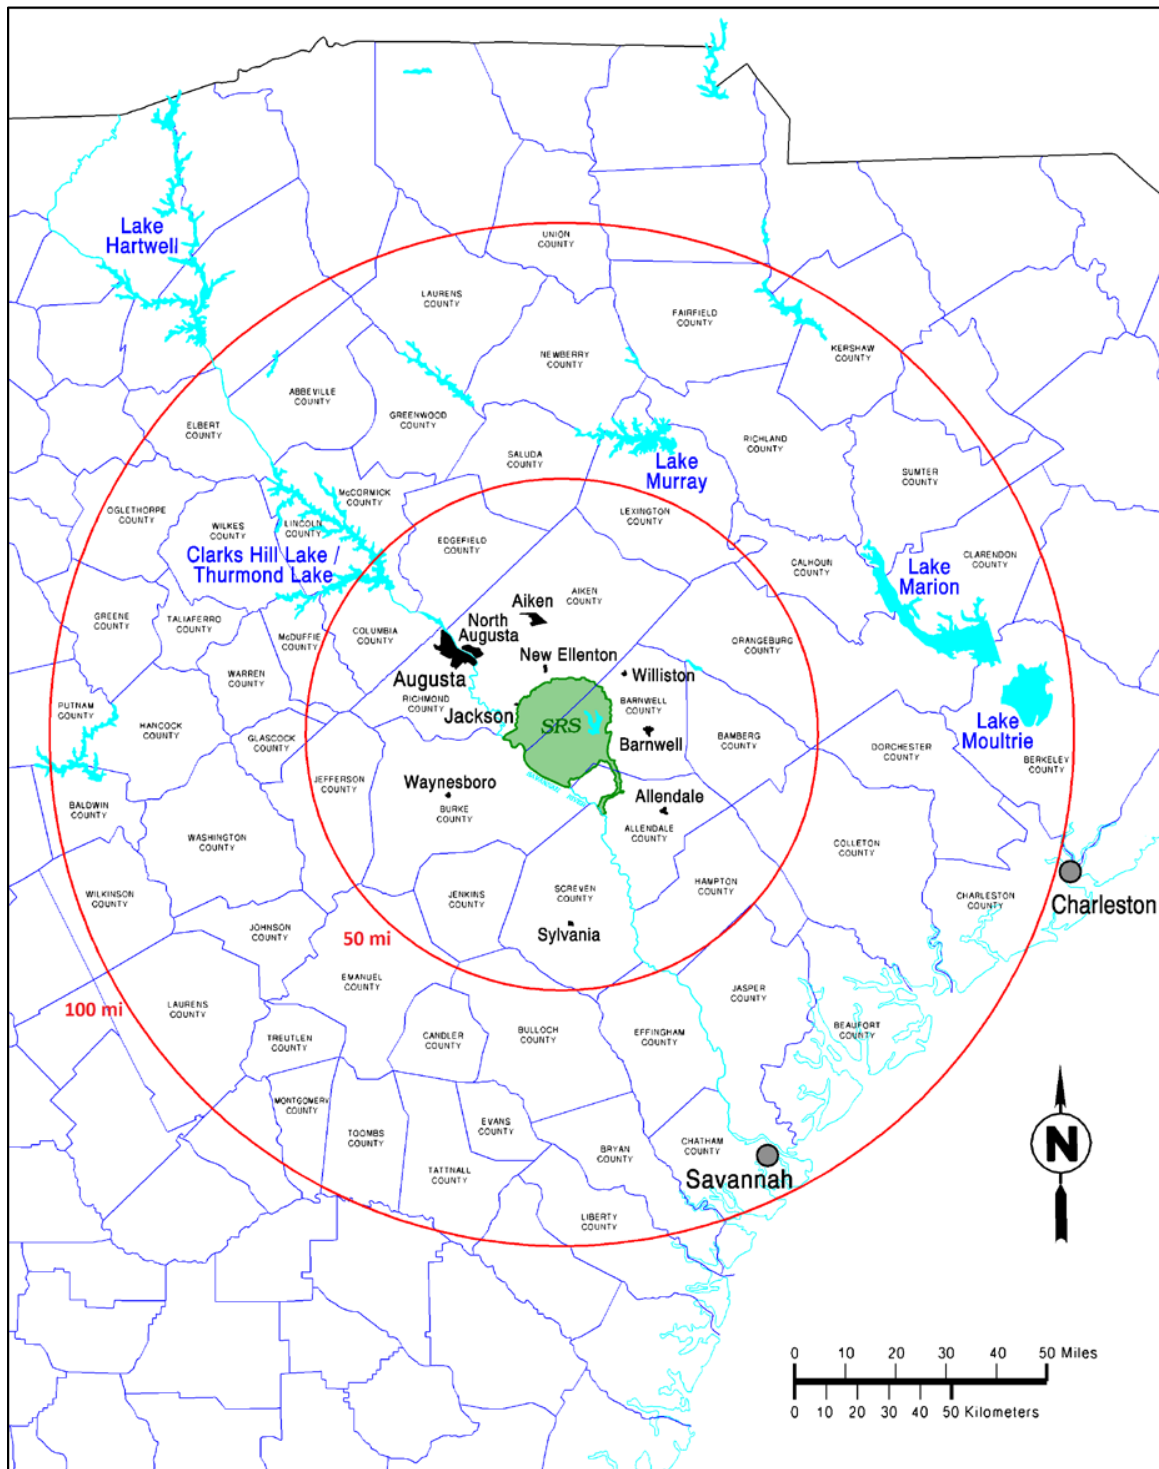 UNION
COUNTY
Lake
Hartwell
LAURENS
COUNTY
FAIRFIELD
COUNTY
KERSHAW
COUNTY
NEWBERRY
COUNTY
ABBEVILLE
COUNTY
GREENWOOD
COUNTY
ELBERT
COUNTY
RICHLAND
COUNTY
SALUDA
COUNTY
Lake
Murray
SUMTER
COUNTY
McCORMICK
COUNTY
OGLETHORPE
COUNTY
WILKES
COUNTY
LINCOLN
COUNTY
LEXINGTON
COUNTY
EDGEFIELD
COUNTY
Clarks Hill Lake /
Thurmond Lake
CALHOUN
COUNTY
CLARENDON
COUNTY
Lake
Marion
AIKEN
COUNTY
Aiken
GREENE
COUNTY
TALIAFERRO
COUNTY
McDUFFIE
COUNTY
COLUMBIA
COUNTY
North
Augusta
ORANGEBURG
COUNTY
New Ellenton
WARREN
COUNTY
Augusta
Williston
RICHMOND
COUNTY
BARNWELL
COUNTY
PUTNAM
COUNTY
HANCOCK
COUNTY
Jackson
SRS
GLASCOCK
COUNTY
Barnwell
BAMBERG
COUNTY
Lake
Moultrie
DORCHESTER
COUNTY
BERKELEY
COUNTY
JEFFERSON
COUNTY
Waynesboro
BURKE
COUNTY
SAVANNAH RIVER
Allendale
ALLENDALE
COUNTY
BALDWIN
COUNTY
WASHINGTON
COUNTY
COLLETON
COUNTY
WILKINSON
COUNTY
JENKINS
COUNTY
SCREVEN
COUNTY
HAMPTON
COUNTY
CHARLESTON
COUNTY
Charleston
JOHNSON
COUNTY
50 mi
Sylvania
EMANUEL
COUNTY
JASPER
COUNTY
100 mi
LAURENS
COUNTY
TREUTLEN
COUNTY
CANDLER
COUNTY
BULLOCH
COUNTY
EFFINGHAM
COUNTY
BEAUFORT
COUNTY
MONTGOMERY
COUNTY
TOOMBS
COUNTY
EVANS
COUNTY
TATTNALL
COUNTY
BRYAN
COUNTY
CHATHAM
COUNTY
Savannah
LIBERTY
COUNTY
N
0 10 20 30 40 50 Miles
0 10 20 30 40 50 Kilometers